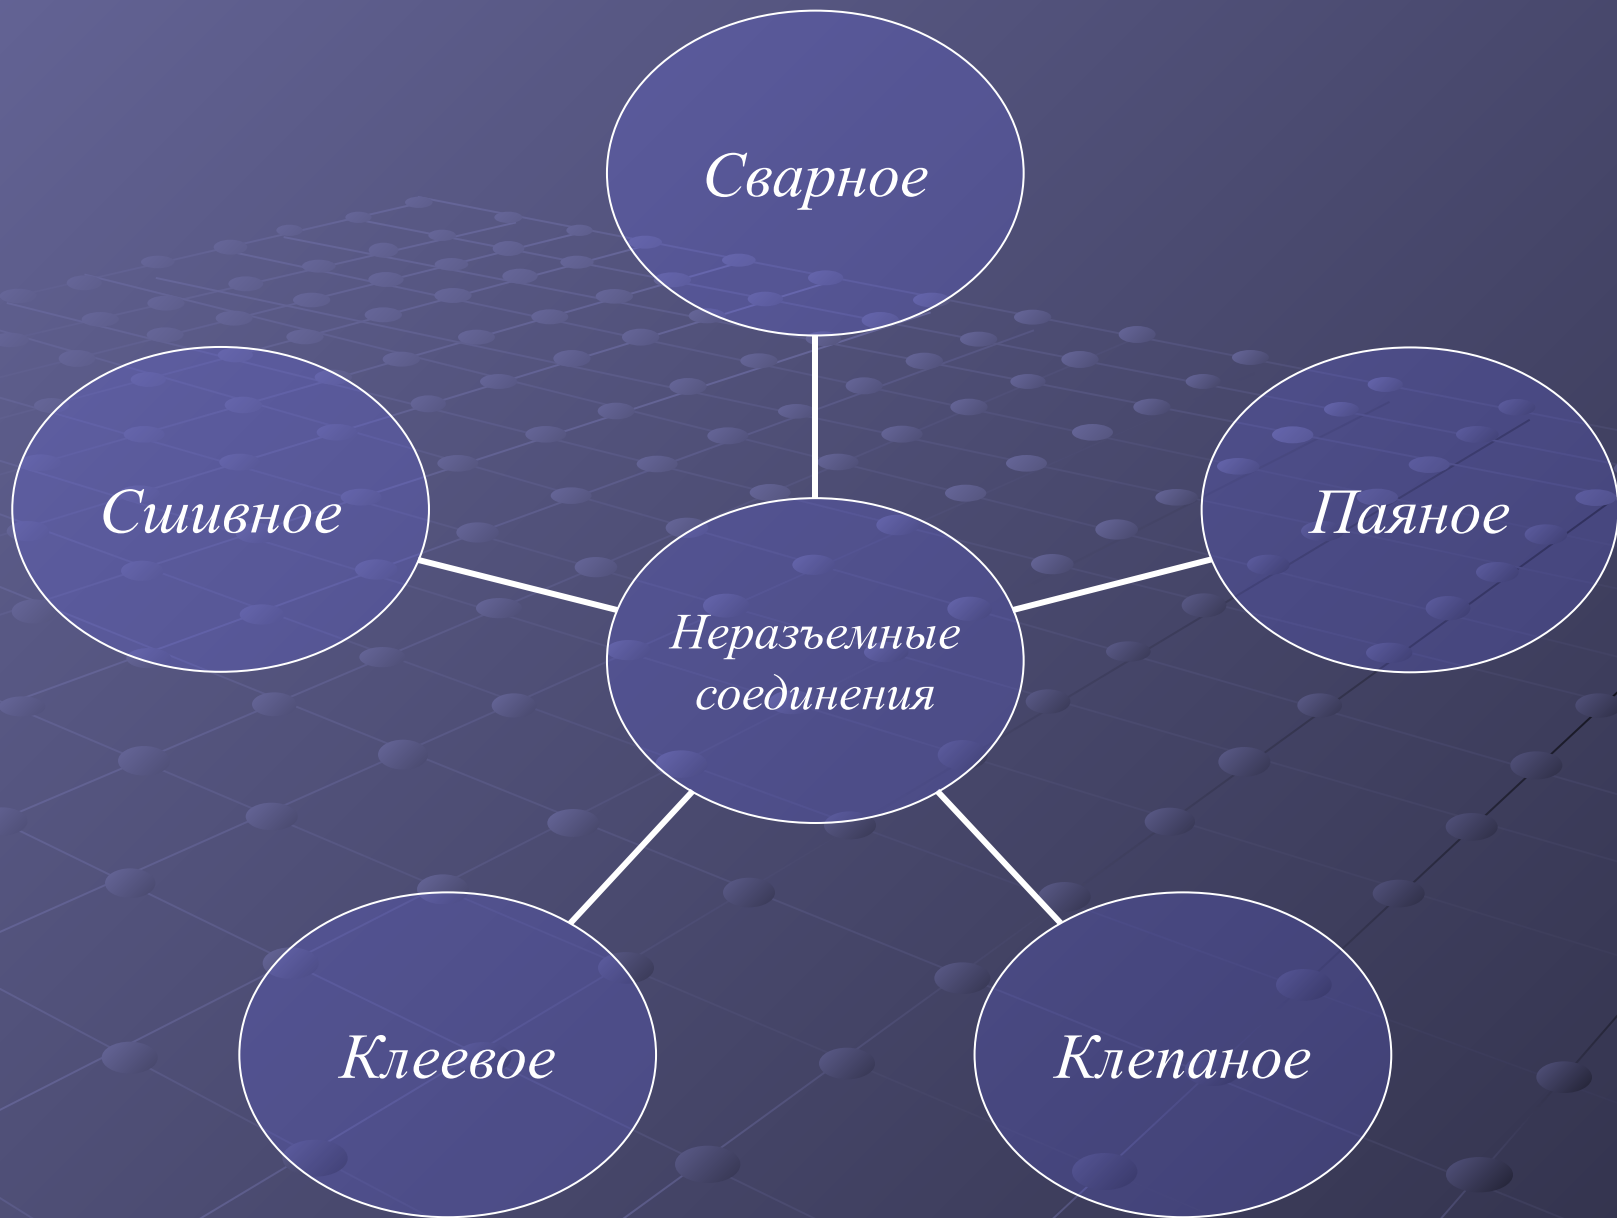 Сварное
Сшивное
Паяное
Неразъемные
соединения
Клеевое
Клепаное